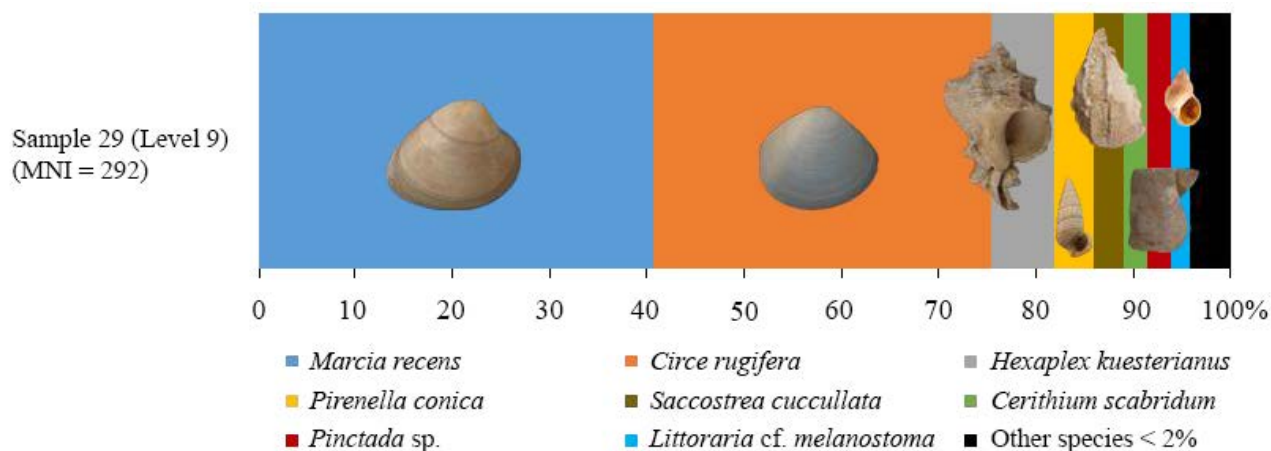 Sample 29 (Level 9)
(MNI = 292)
0 10 20 30 40 50 60 70 80 90 100%
Marcia recens Circe rugifera Hexaplex kuesterianus
Pirenella conica Saccostrea cuccullata Cerithium scabridum
Pinctada sp. Littoraria cf. melanostoma Other species < 2%